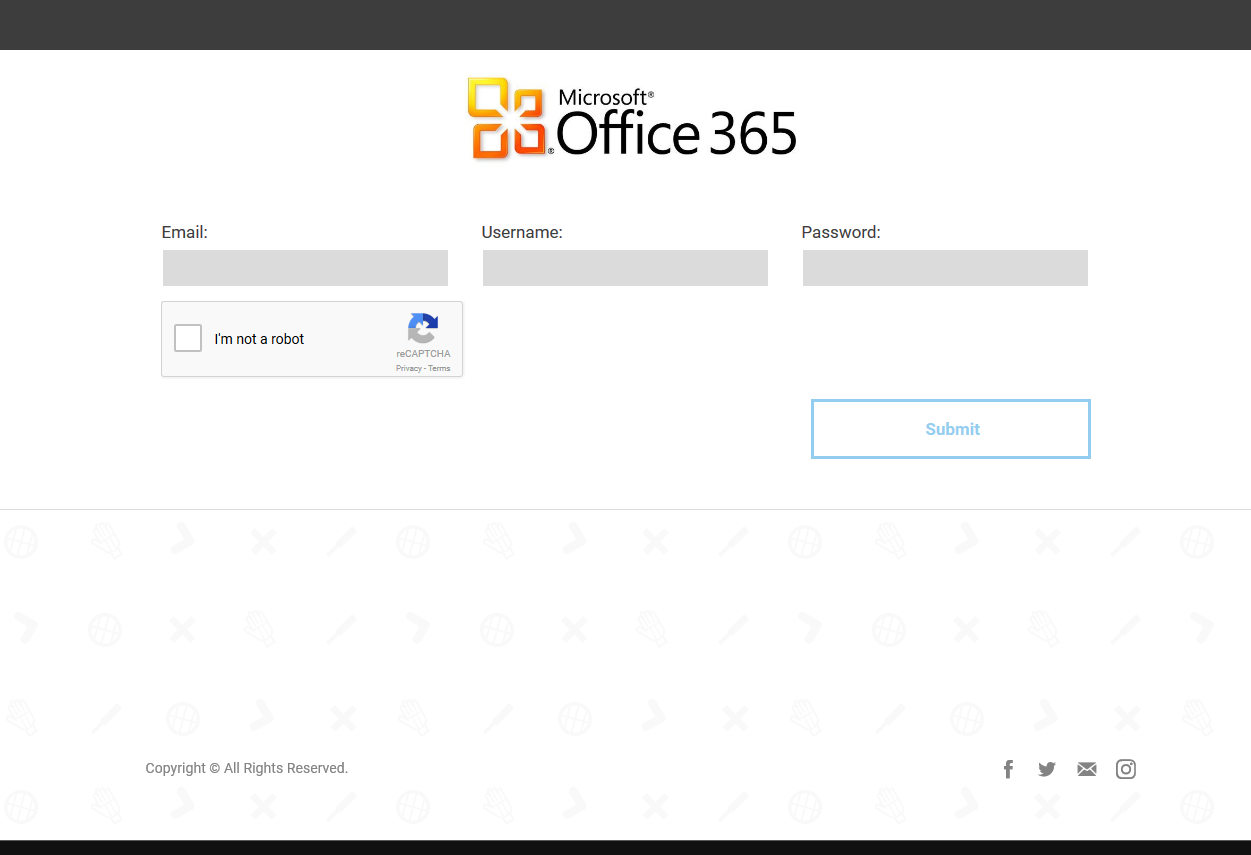 Microsoft®
Office 365
®
Email:
Username:
Password:
I'm not a robot
reCAPTCHA
Privacy - Terms
Submit
Copyright © All Rights Reserved.